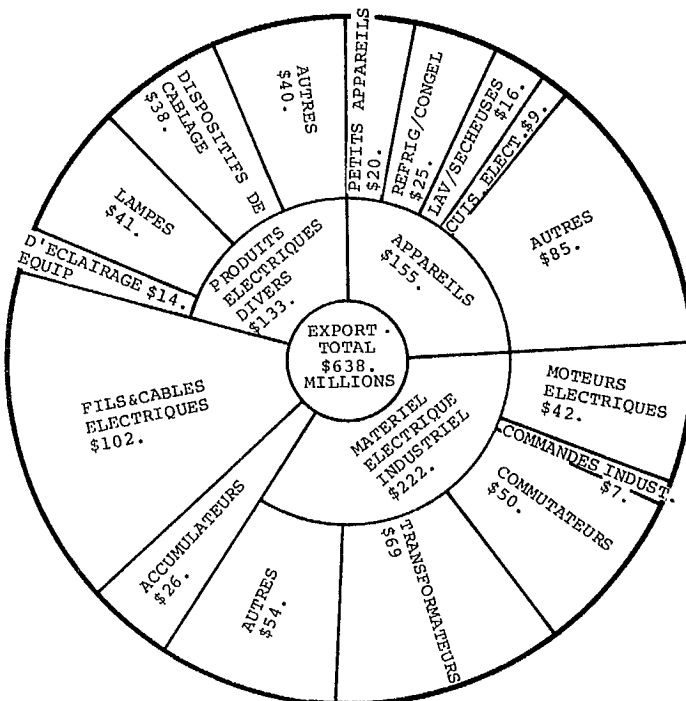 EXPORT.
TOTAL
$638.
MILLIONS
APPAREILS
$155.
PETITS APPAREILS
$20.
REFRIG/CONGEL
$25.
LAV/SECHEUSES
$16.
CUIS. ELECT.$9.
AUTRES
$85.
MATERIEL
ELECTRIQUE
INDUSTRIEL
$222.
MOTEURS
ELECTRIQUES
$42.
COMMANDES INDUST.
$7.
COMMUTATEURS
$50.
TRANSFORMATEURS
$69
AUTRES
$54.
ACCUMULATEURS
$26.
FILS&CABLES
ELECTRIQUES
$102.
PRODUITS
ELECTRIQUES
DIVERS
$133.
D'ECLAIRAGE $14.
EQUIP
LAMPES
$41.
DISPOSITIFS DE
CABLAGE
$38.
AUTRES
$40.